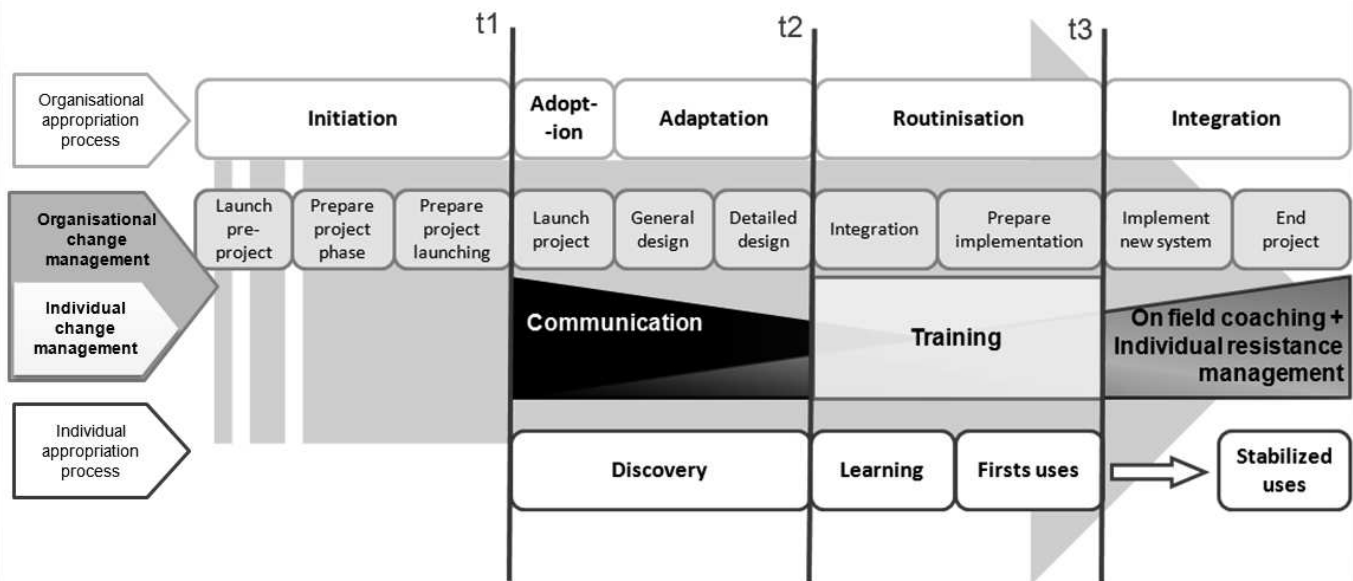 t1
t2
t3
Organisational
appropriation
process
Initiation
Adopt-
-ion
Adaptation
Routinisation
Integration
Organisational
change
management
Launch
pre-
project
Prepare
project
phase
Prepare
project
launching
Launch
project
General
design
Detailed
design
Integration
Prepare
implementation
Implement
new system
End
project
Individual
change
management
Communication
Training
On field coaching +
Individual resistance
management
Individual
appropriation
process
Discovery
Learning
Firsts uses
Stabilized
uses